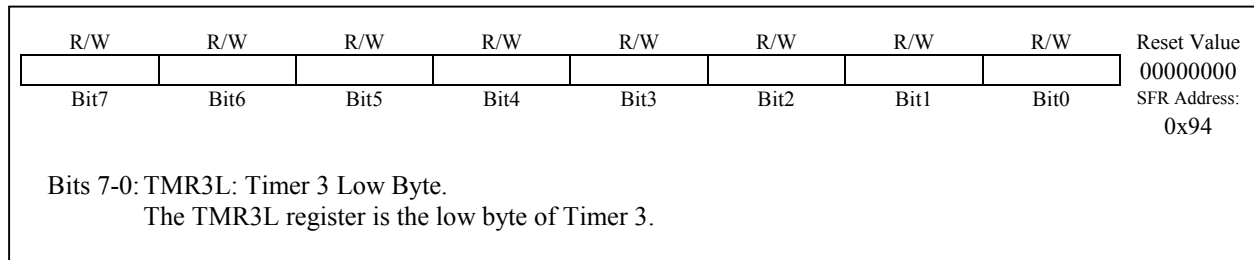 R/W R/W R/W R/W R/W R/W R/W R/W Reset Value
00000000
Bit7 Bit6 Bit5 Bit4 Bit3 Bit2 Bit1 Bit0 SFR Address:
0x94
Bits 7-0: TMR3L: Timer 3 Low Byte.
The TMR3L register is the low byte of Timer 3.